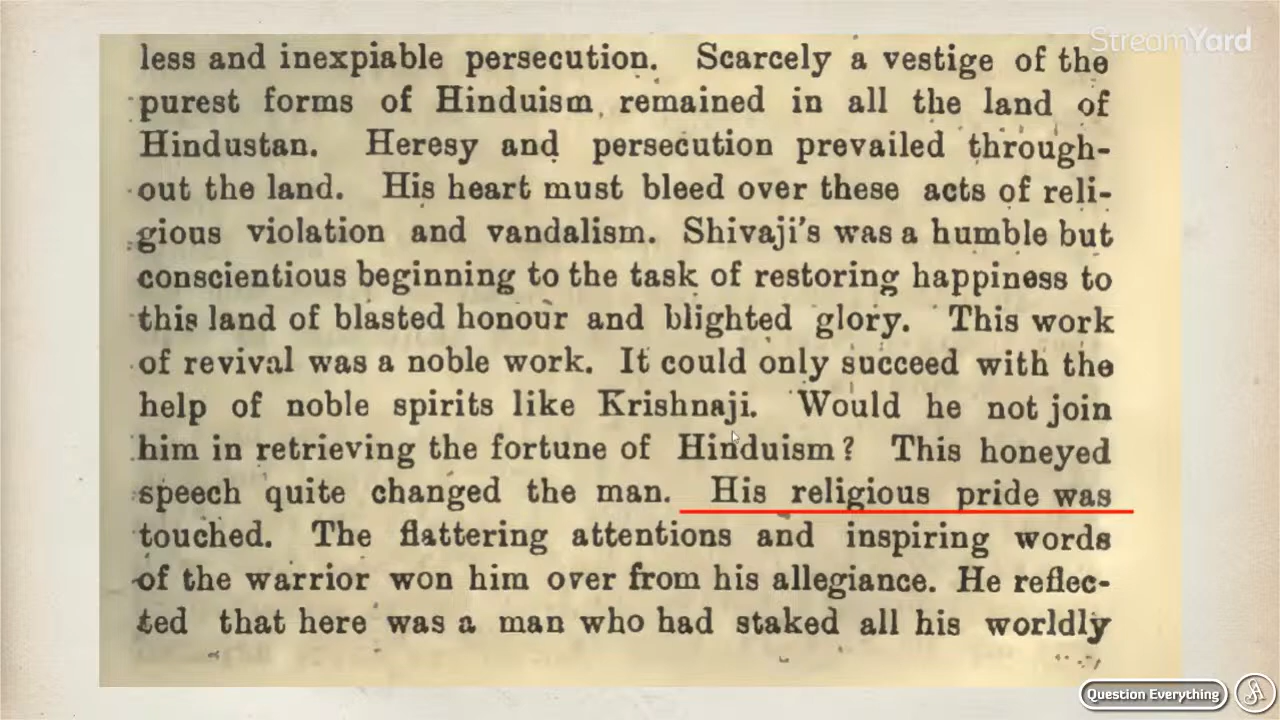 StreamYard
less and inexpiable persecution. Scarcely a vestige of the
purest forms of Hinduism remained in all the land of
Hindustan. Heresy and persecution prevailed through-
out the land. His heart must bleed over these acts of reli-
gious violation and vandalism. Shivaji's was a humble but
conscientious beginning to the task of restoring happiness to
this land of blasted honour and blighted glory. This work
of revival was a noble work. It could only succeed with the
help of noble spirits like Krishnaji. Would he not join
him in retrieving the fortune of Hinduism? This honeyed
speech quite changed the man. His religious pride was
touched. The flattering attentions and inspiring words
of the warrior won him over from his allegiance. He reflec-
ted that here was a man who had staked all his worldly
Question Everything